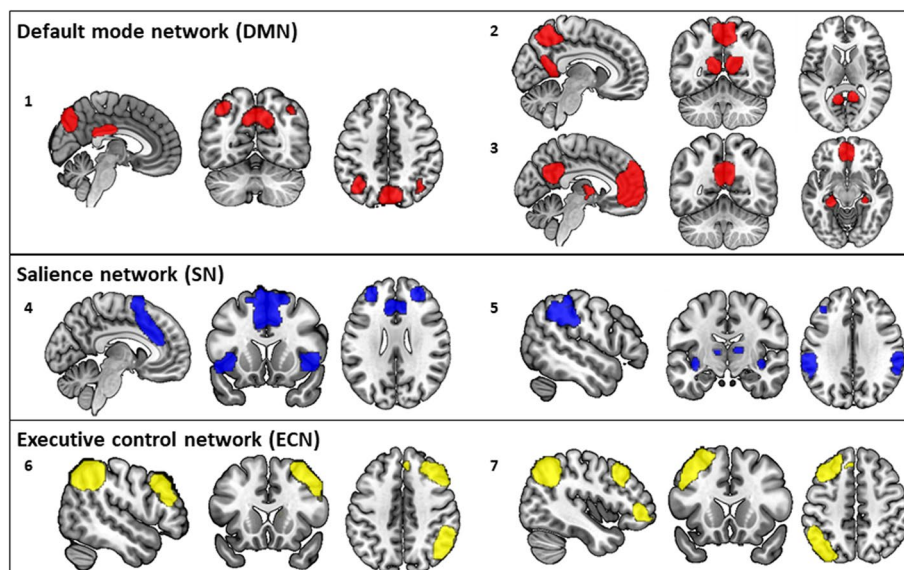 Default mode network (DMN)
1
2
3
Salience network (SN)
4
5
Executive control network (ECN)
6
7